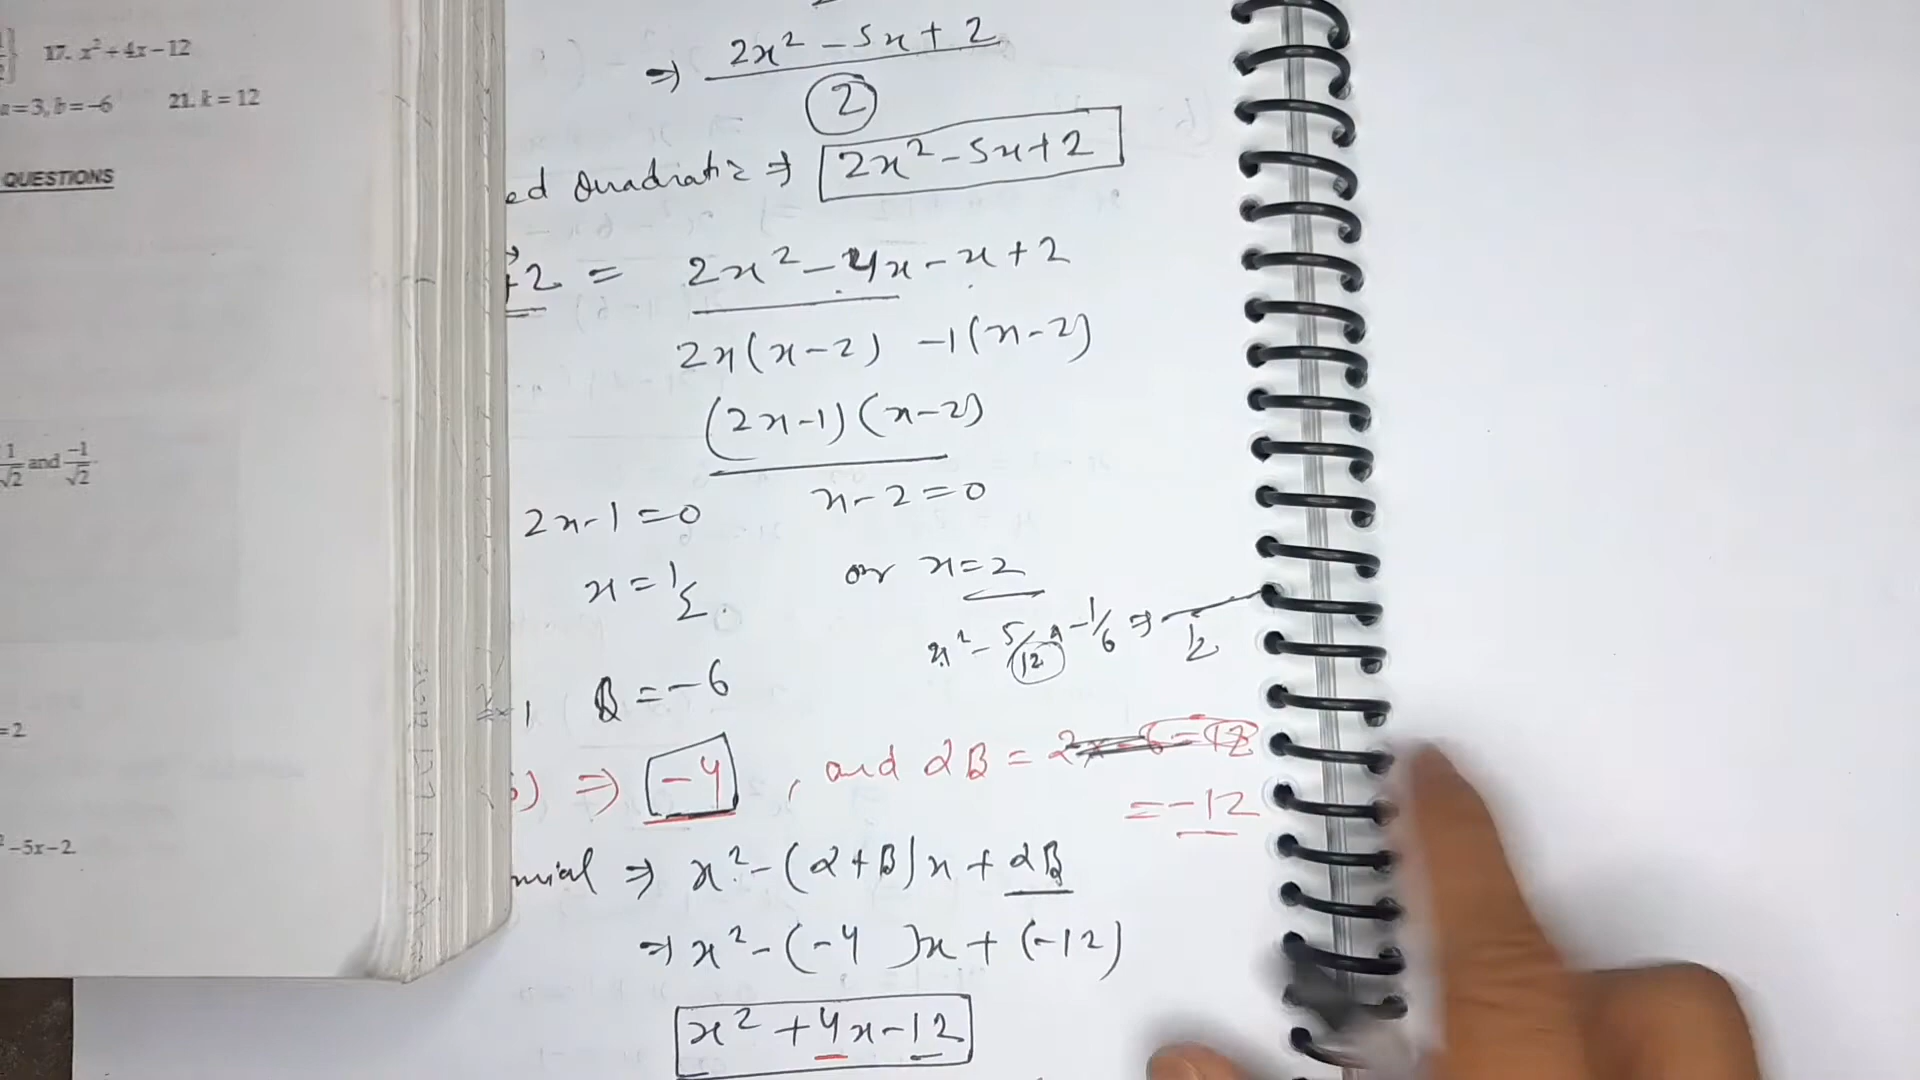 17. x² + 4x – 12
a = 3, b = –6 21. k = 12
QUESTIONS
1/√2 and –1/√2
= 2
– 5x – 2
⇒ 2x² – 5x + 2 / 2
ed Quadratic ⇒ 2x² – 5x + 2
+2 = 2x² – 4x – x + 2
2x(x–2) –1(x–2)
(2x–1)(x–2)
2x–1=0 x–2=0
x = 1/2 or x=2
x² – 5/12 x – 1/6 ⇒ 12
B = –6
⇒ –4 , and αβ =
= –12
mial ⇒ x² – (α+β)x + αβ
⇒ x² – (–4 )x + (–12)
x² + 4x – 12